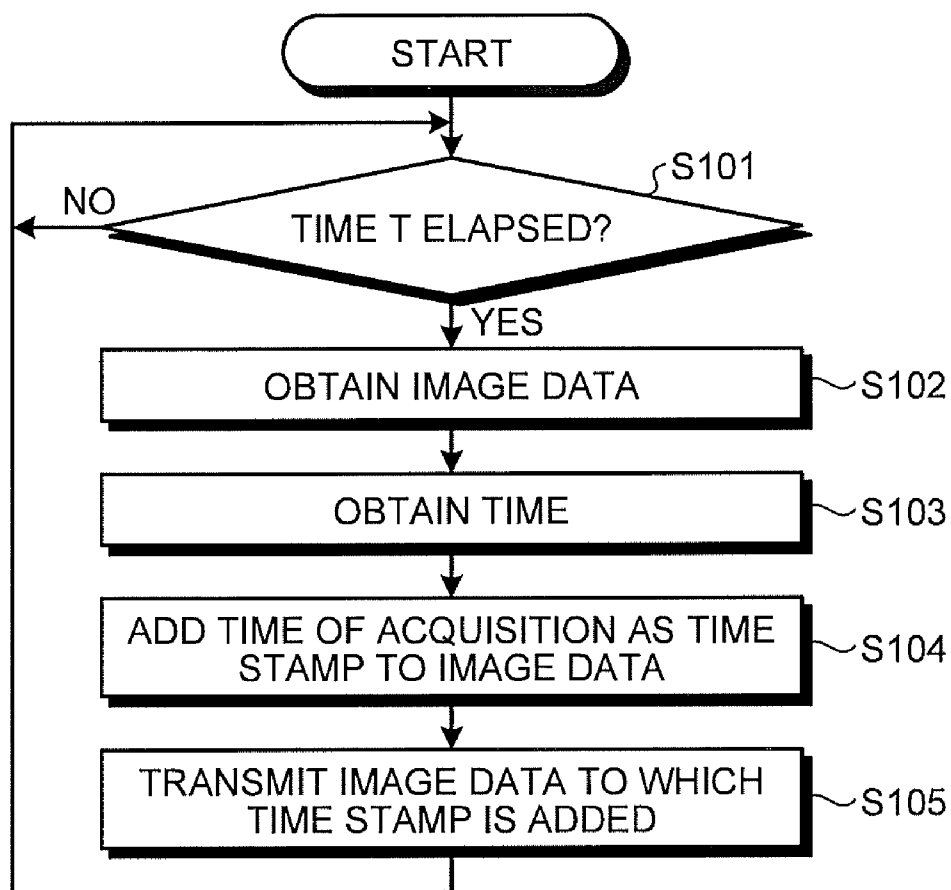 START
S101
NO
TIME T ELAPSED?
YES
OBTAIN IMAGE DATA
S102
OBTAIN TIME
S103
ADD TIME OF ACQUISITION AS TIME
STAMP TO IMAGE DATA
S104
TRANSMIT IMAGE DATA TO WHICH
TIME STAMP IS ADDED
S105